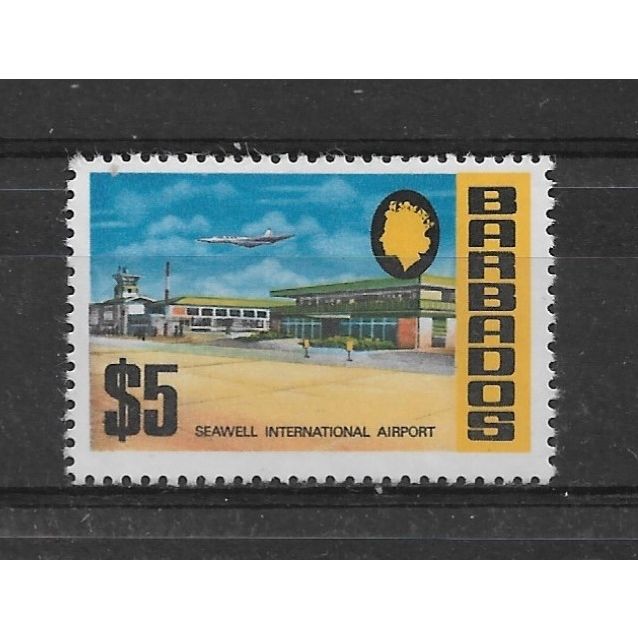 BARBADOS
$5
SEAWELL INTERNATIONAL AIRPORT